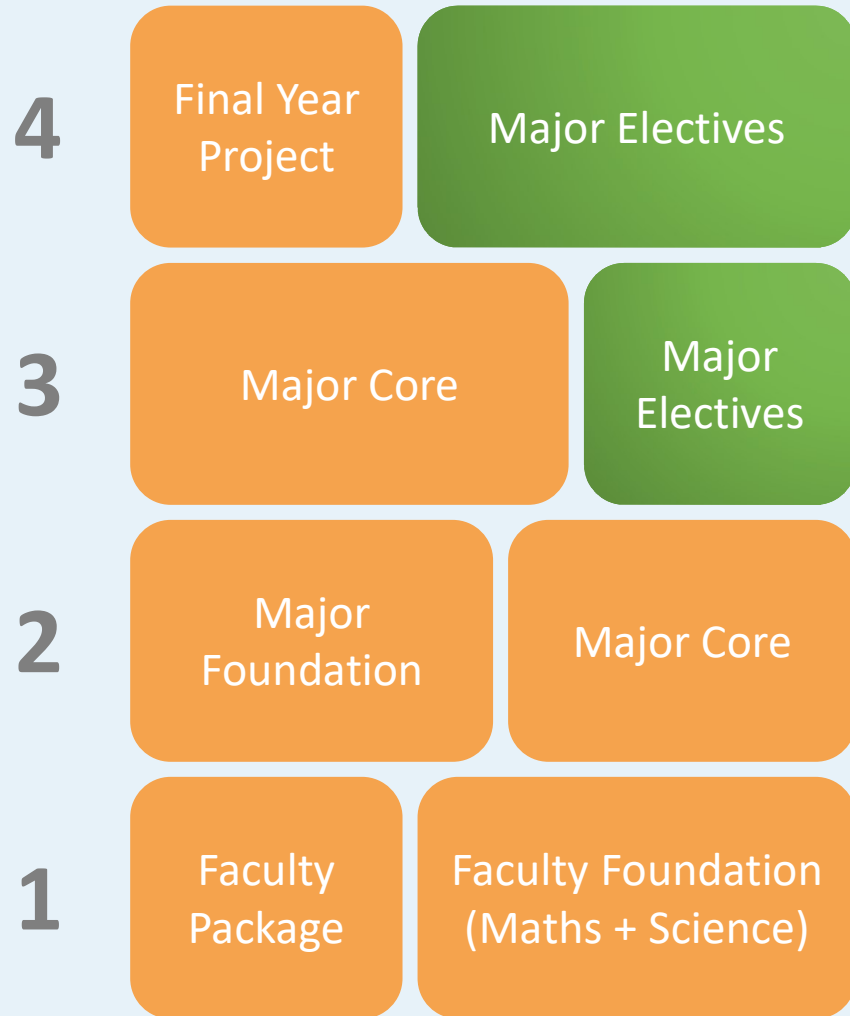 4
Final Year
Project
Major Electives
3
Major Core
Major
Electives
2
Major
Foundation
Major Core
1
Faculty
Package
Faculty Foundation
(Maths + Science)